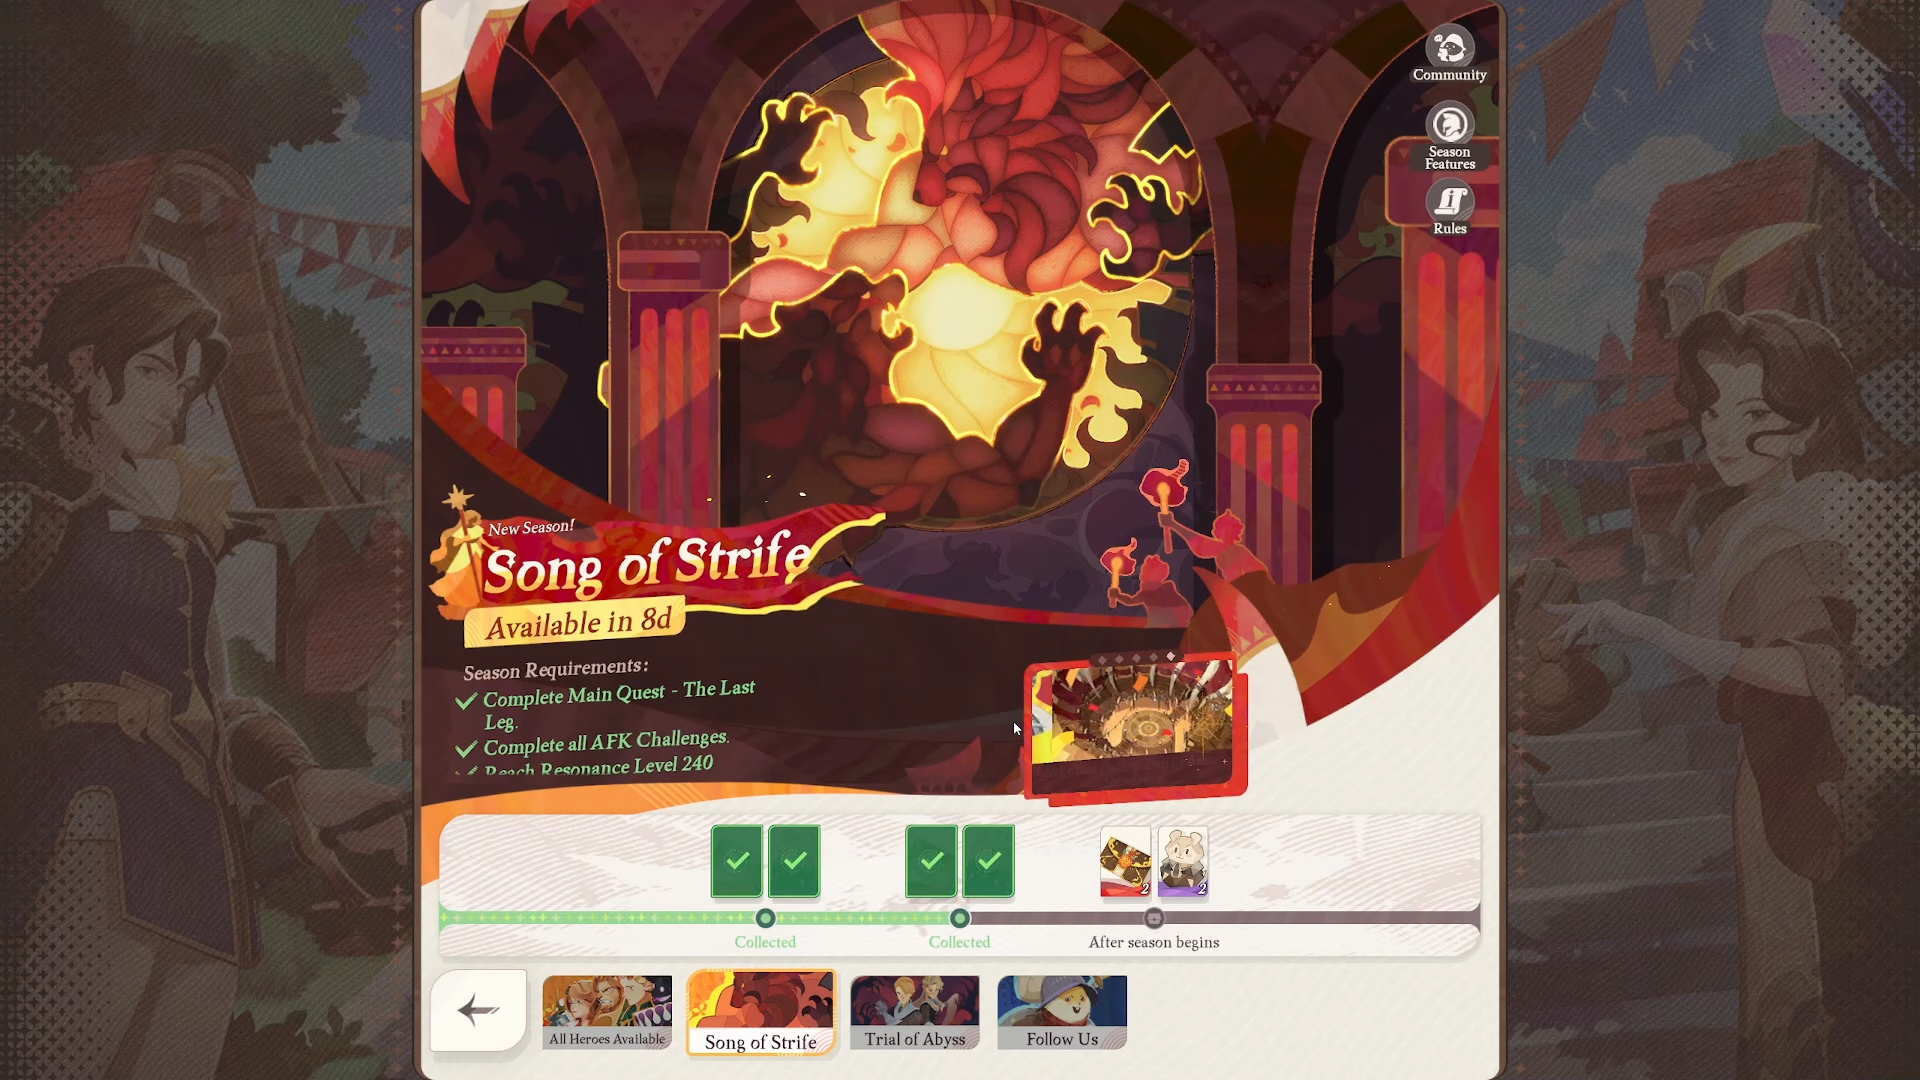 Community
Season
Features
Rules
New Season!
Song of Strife
Available in 8d
Season Requirements:
Complete Main Quest - The Last
Leg.
Complete all AFK Challenges.
Reach Resonance Level 240
2
2
Collected
Collected
After season begins
All Heroes Available
Song of Strife
Trial of Abyss
Follow Us